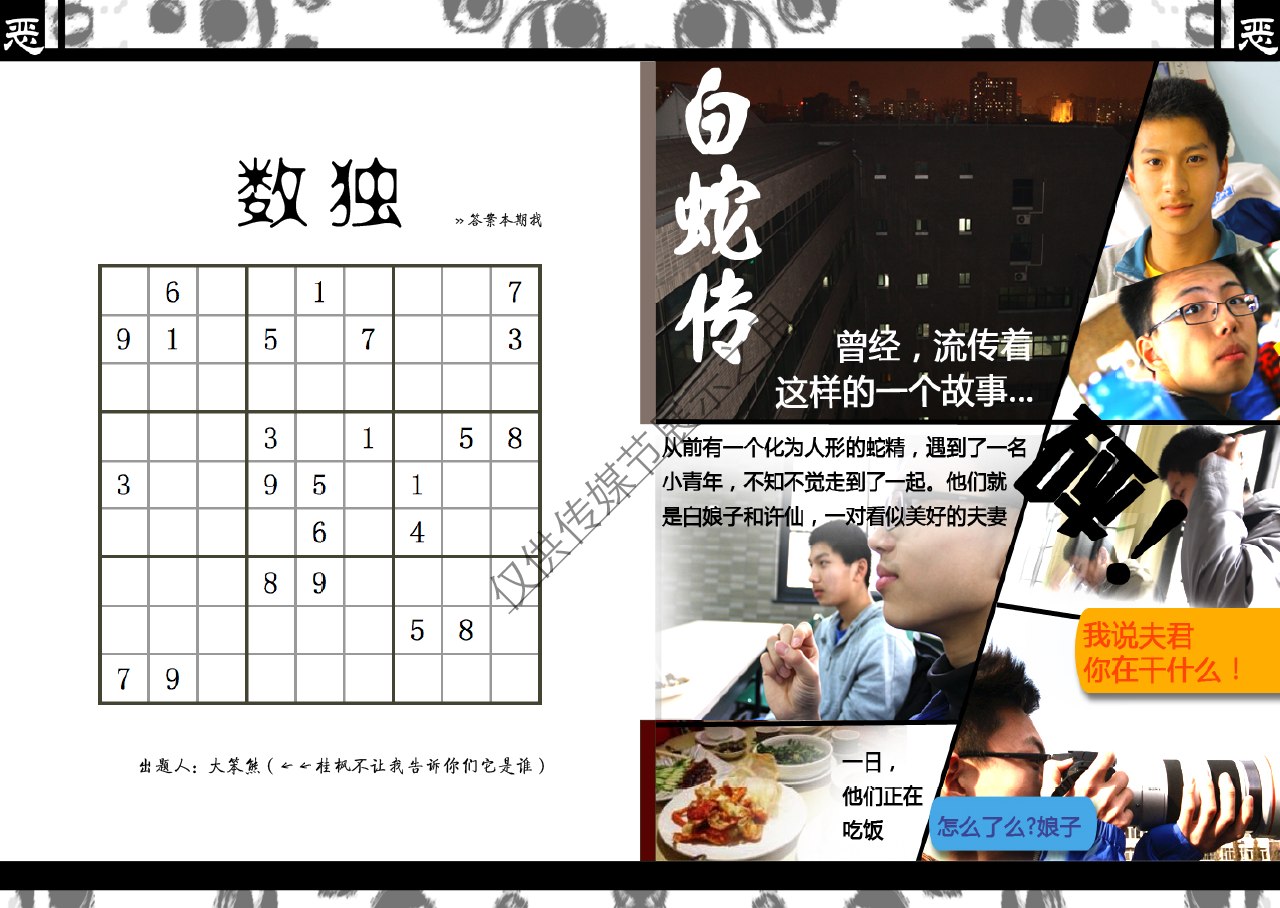 恶
恶
数独
»答案本期找
6 1 7
9 1 5 7 3
3 1 5 8
3 9 5 1
6 4
8 9
5 8
7 9
出题人：大笨熊（←←桂枫不让我告诉你们它是谁）
白蛇传
曾经，流传着
这样的一个故事...
从前有一个化为人形的蛇精，遇到了一名
小青年，不知不觉走到了一起。他们就
是白娘子和许仙，一对看似美好的夫妻
我说夫君
你在干什么！
一日，
他们正在
吃饭
怎么了么?娘子
仅供传媒节展示之用